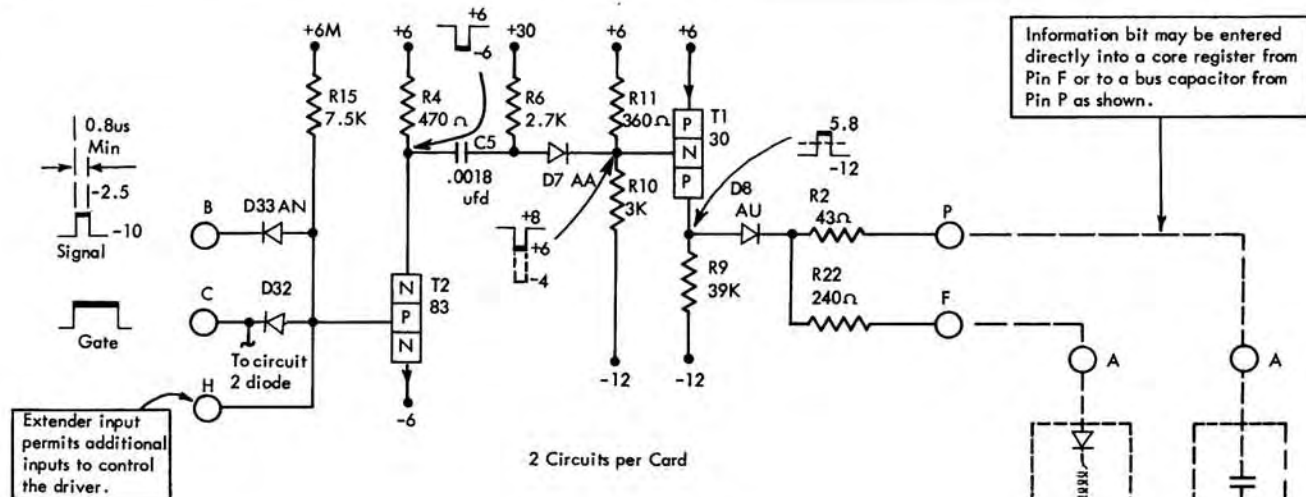 +6
-6
+6M
+6
+30
+6
+6
Information bit may be entered
directly into a core register from
Pin F or to a bus capacitor from
Pin P as shown.
R15
7.5K
R4
470 Ω
R6
2.7K
R11
360Ω
P
N
P
T1
30
0.8us
Min
-2.5
-10
Signal
C5
.0018
ufd
D7 AA
R10
3K
5.8
-12
D8
AU
R2
43Ω
P
B
D33 AN
+8
+6
-4
R9
39K
R22
240Ω
F
C
D32
N
P
N
T2
83
Gate
To circuit
2 diode
H
-6
-12
-12
A
A
Extender input
permits additional
inputs to control
the driver.
2 Circuits per Card